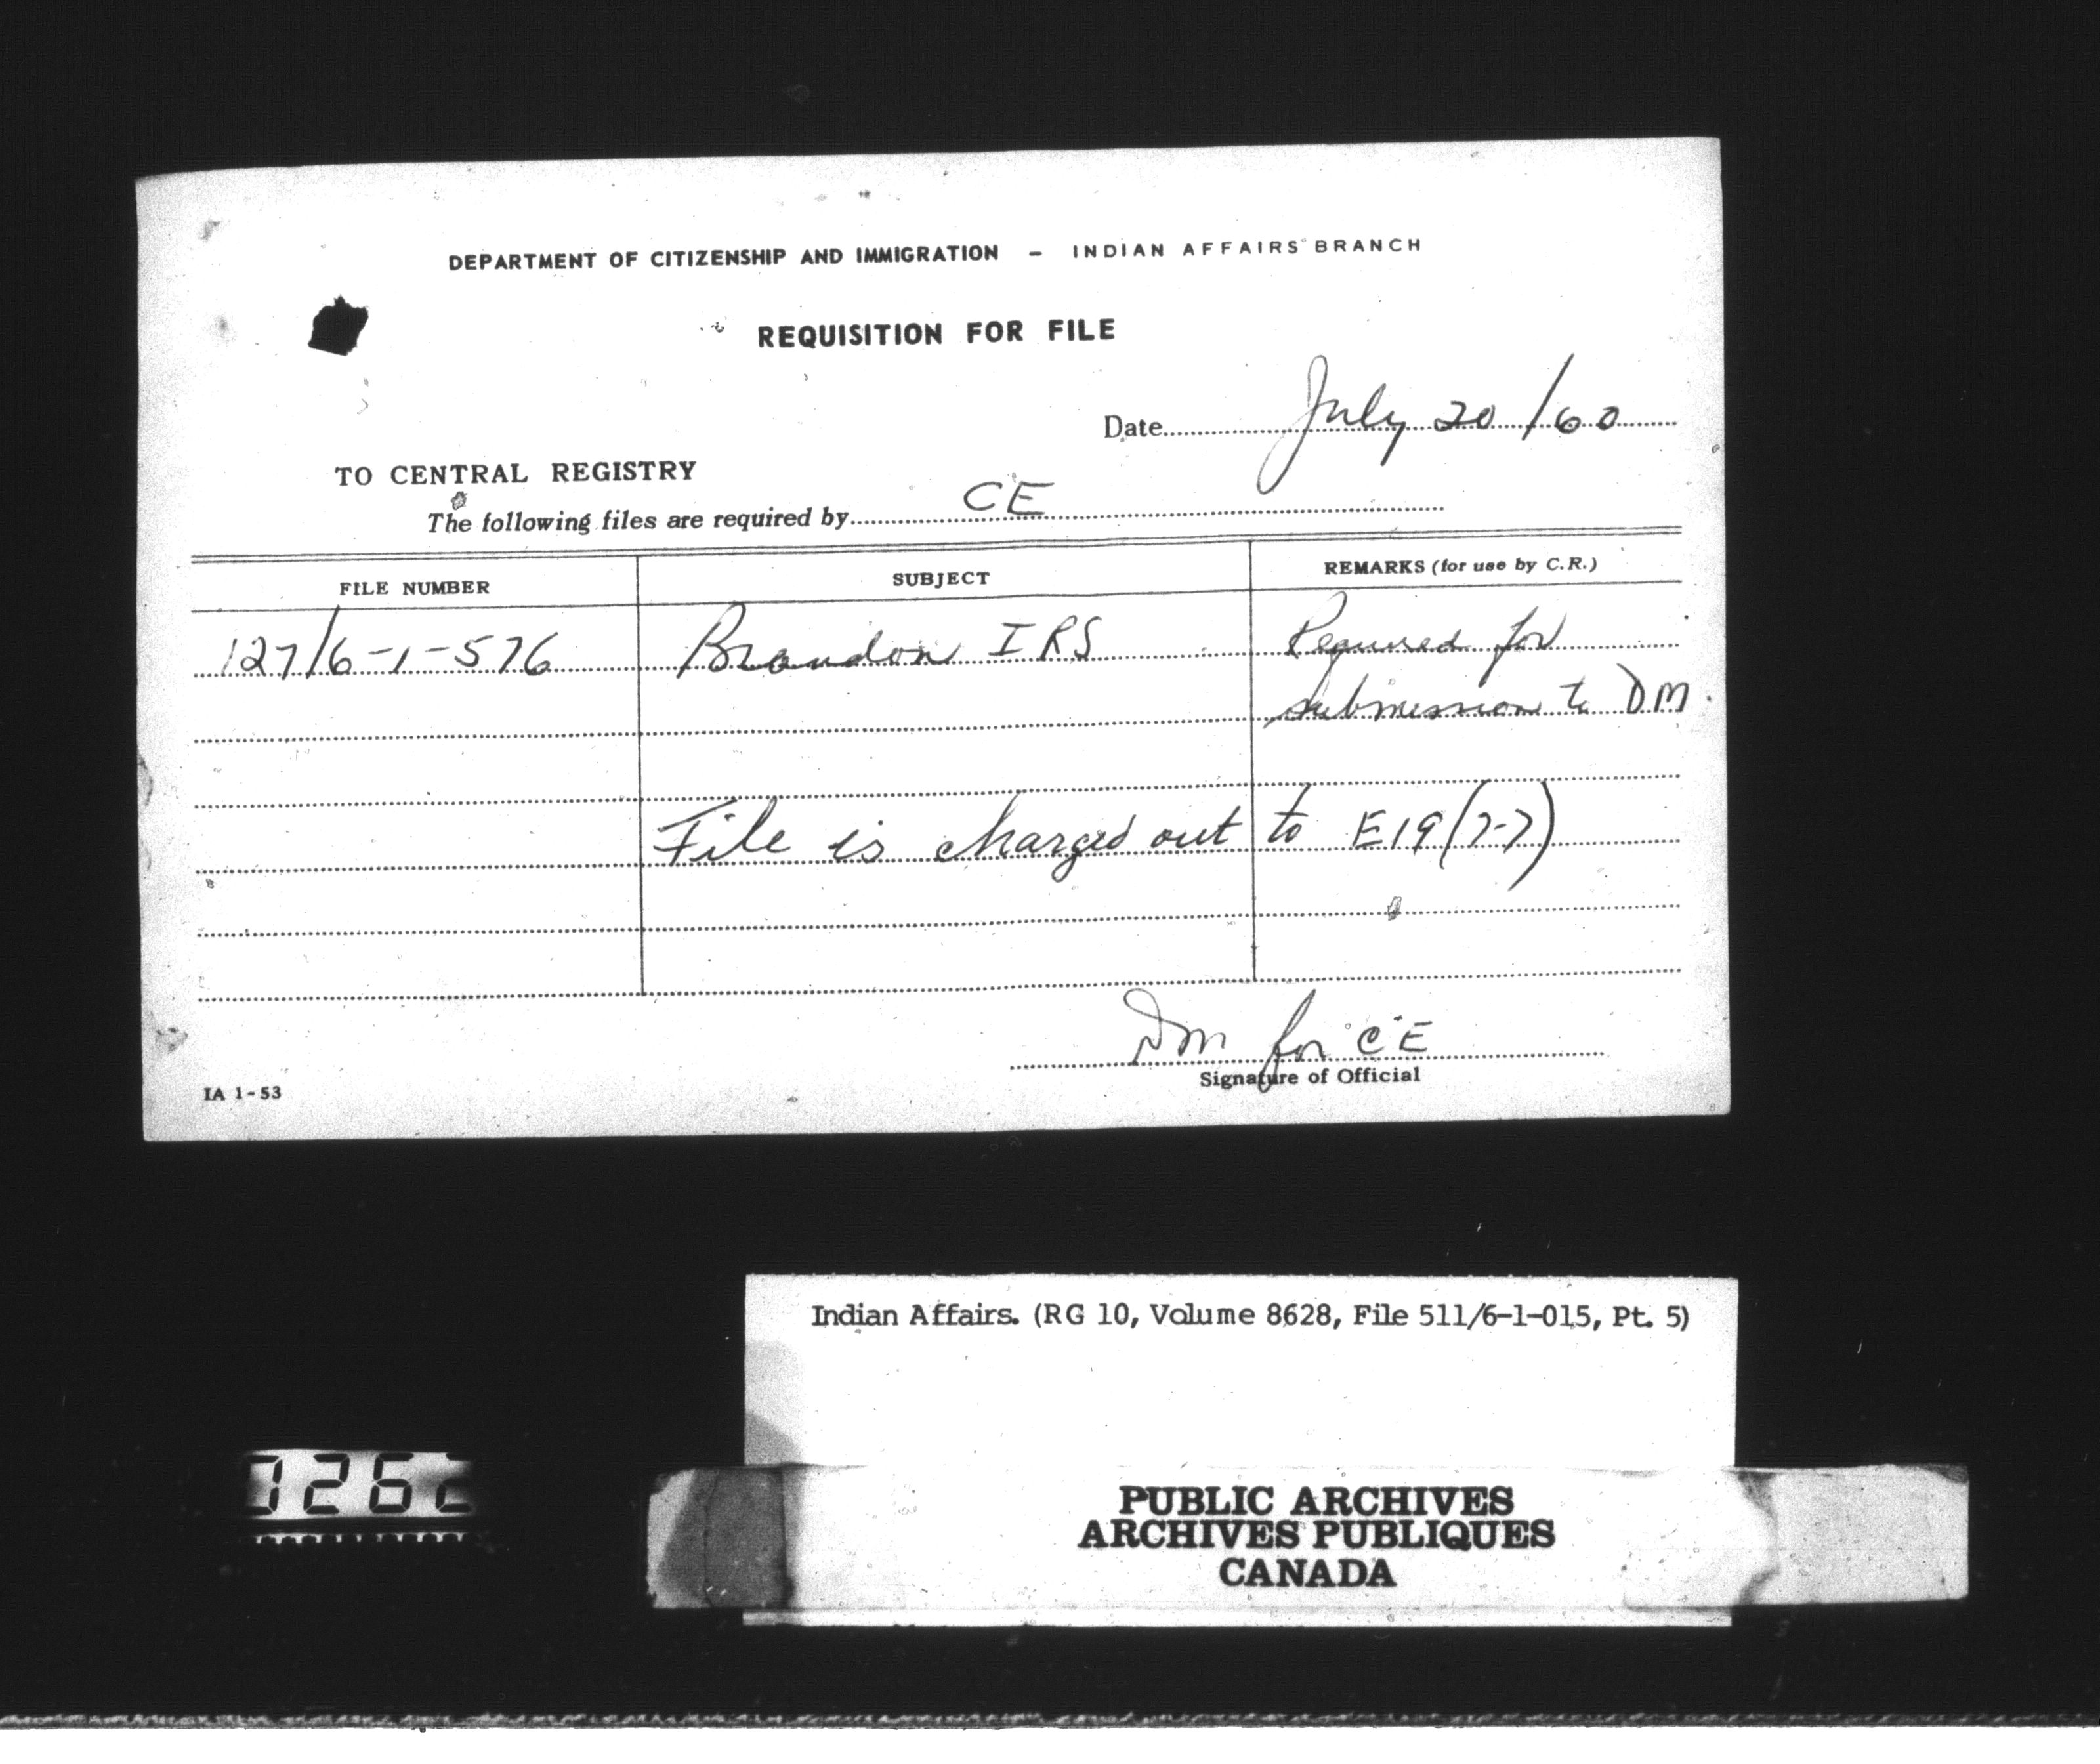 DEPARTMENT OF CITIZENSHIP AND IMMIGRATION – INDIAN AFFAIRS BRANCH
REQUISITION FOR FILE
Date July 20/60
TO CENTRAL REGISTRY
The following files are required by CE
FILE NUMBER SUBJECT REMARKS (for use by C.R.)
127/6-1-576 Brandon IRS Required for
submission to DM.
File is charged out to E19(7-7)
DM for CE
Signature of Official
IA 1-53
Indian Affairs. (RG 10, Volume 8628, File 511/6-1-015, Pt. 5)
PUBLIC ARCHIVES
ARCHIVES PUBLIQUES
CANADA